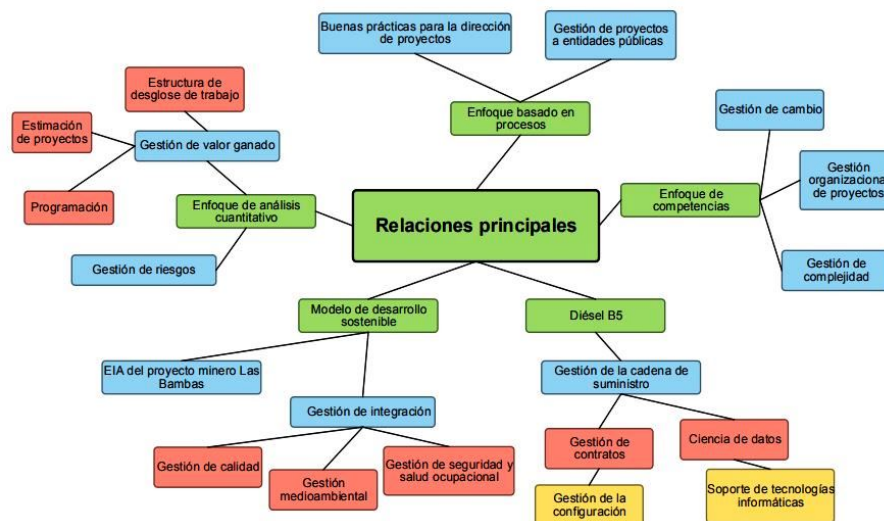 Buenas prácticas para la dirección
de proyectos
Gestión de proyectos
a entidades públicas
Estructura de
desglose de trabajo
Enfoque basado en
procesos
Gestión de cambio
Estimación
de proyectos
Gestión de valor ganado
Gestión
organizacional
de proyectos
Programación
Enfoque de análisis
cuantitativo
Relaciones principales
Enfoque de
competencias
Gestión de riesgos
Gestión de
complejidad
Modelo de desarrollo
sostenible
Diésel B5
EIA del proyecto minero Las
Bambas
Gestión de la cadena de
suministro
Gestión de integración
Gestión de calidad
Gestión
medioambiental
Gestión de seguridad y
salud ocupacional
Gestión de
contratos
Ciencia de datos
Gestión de la
configuración
Soporte de tecnologías
informáticas